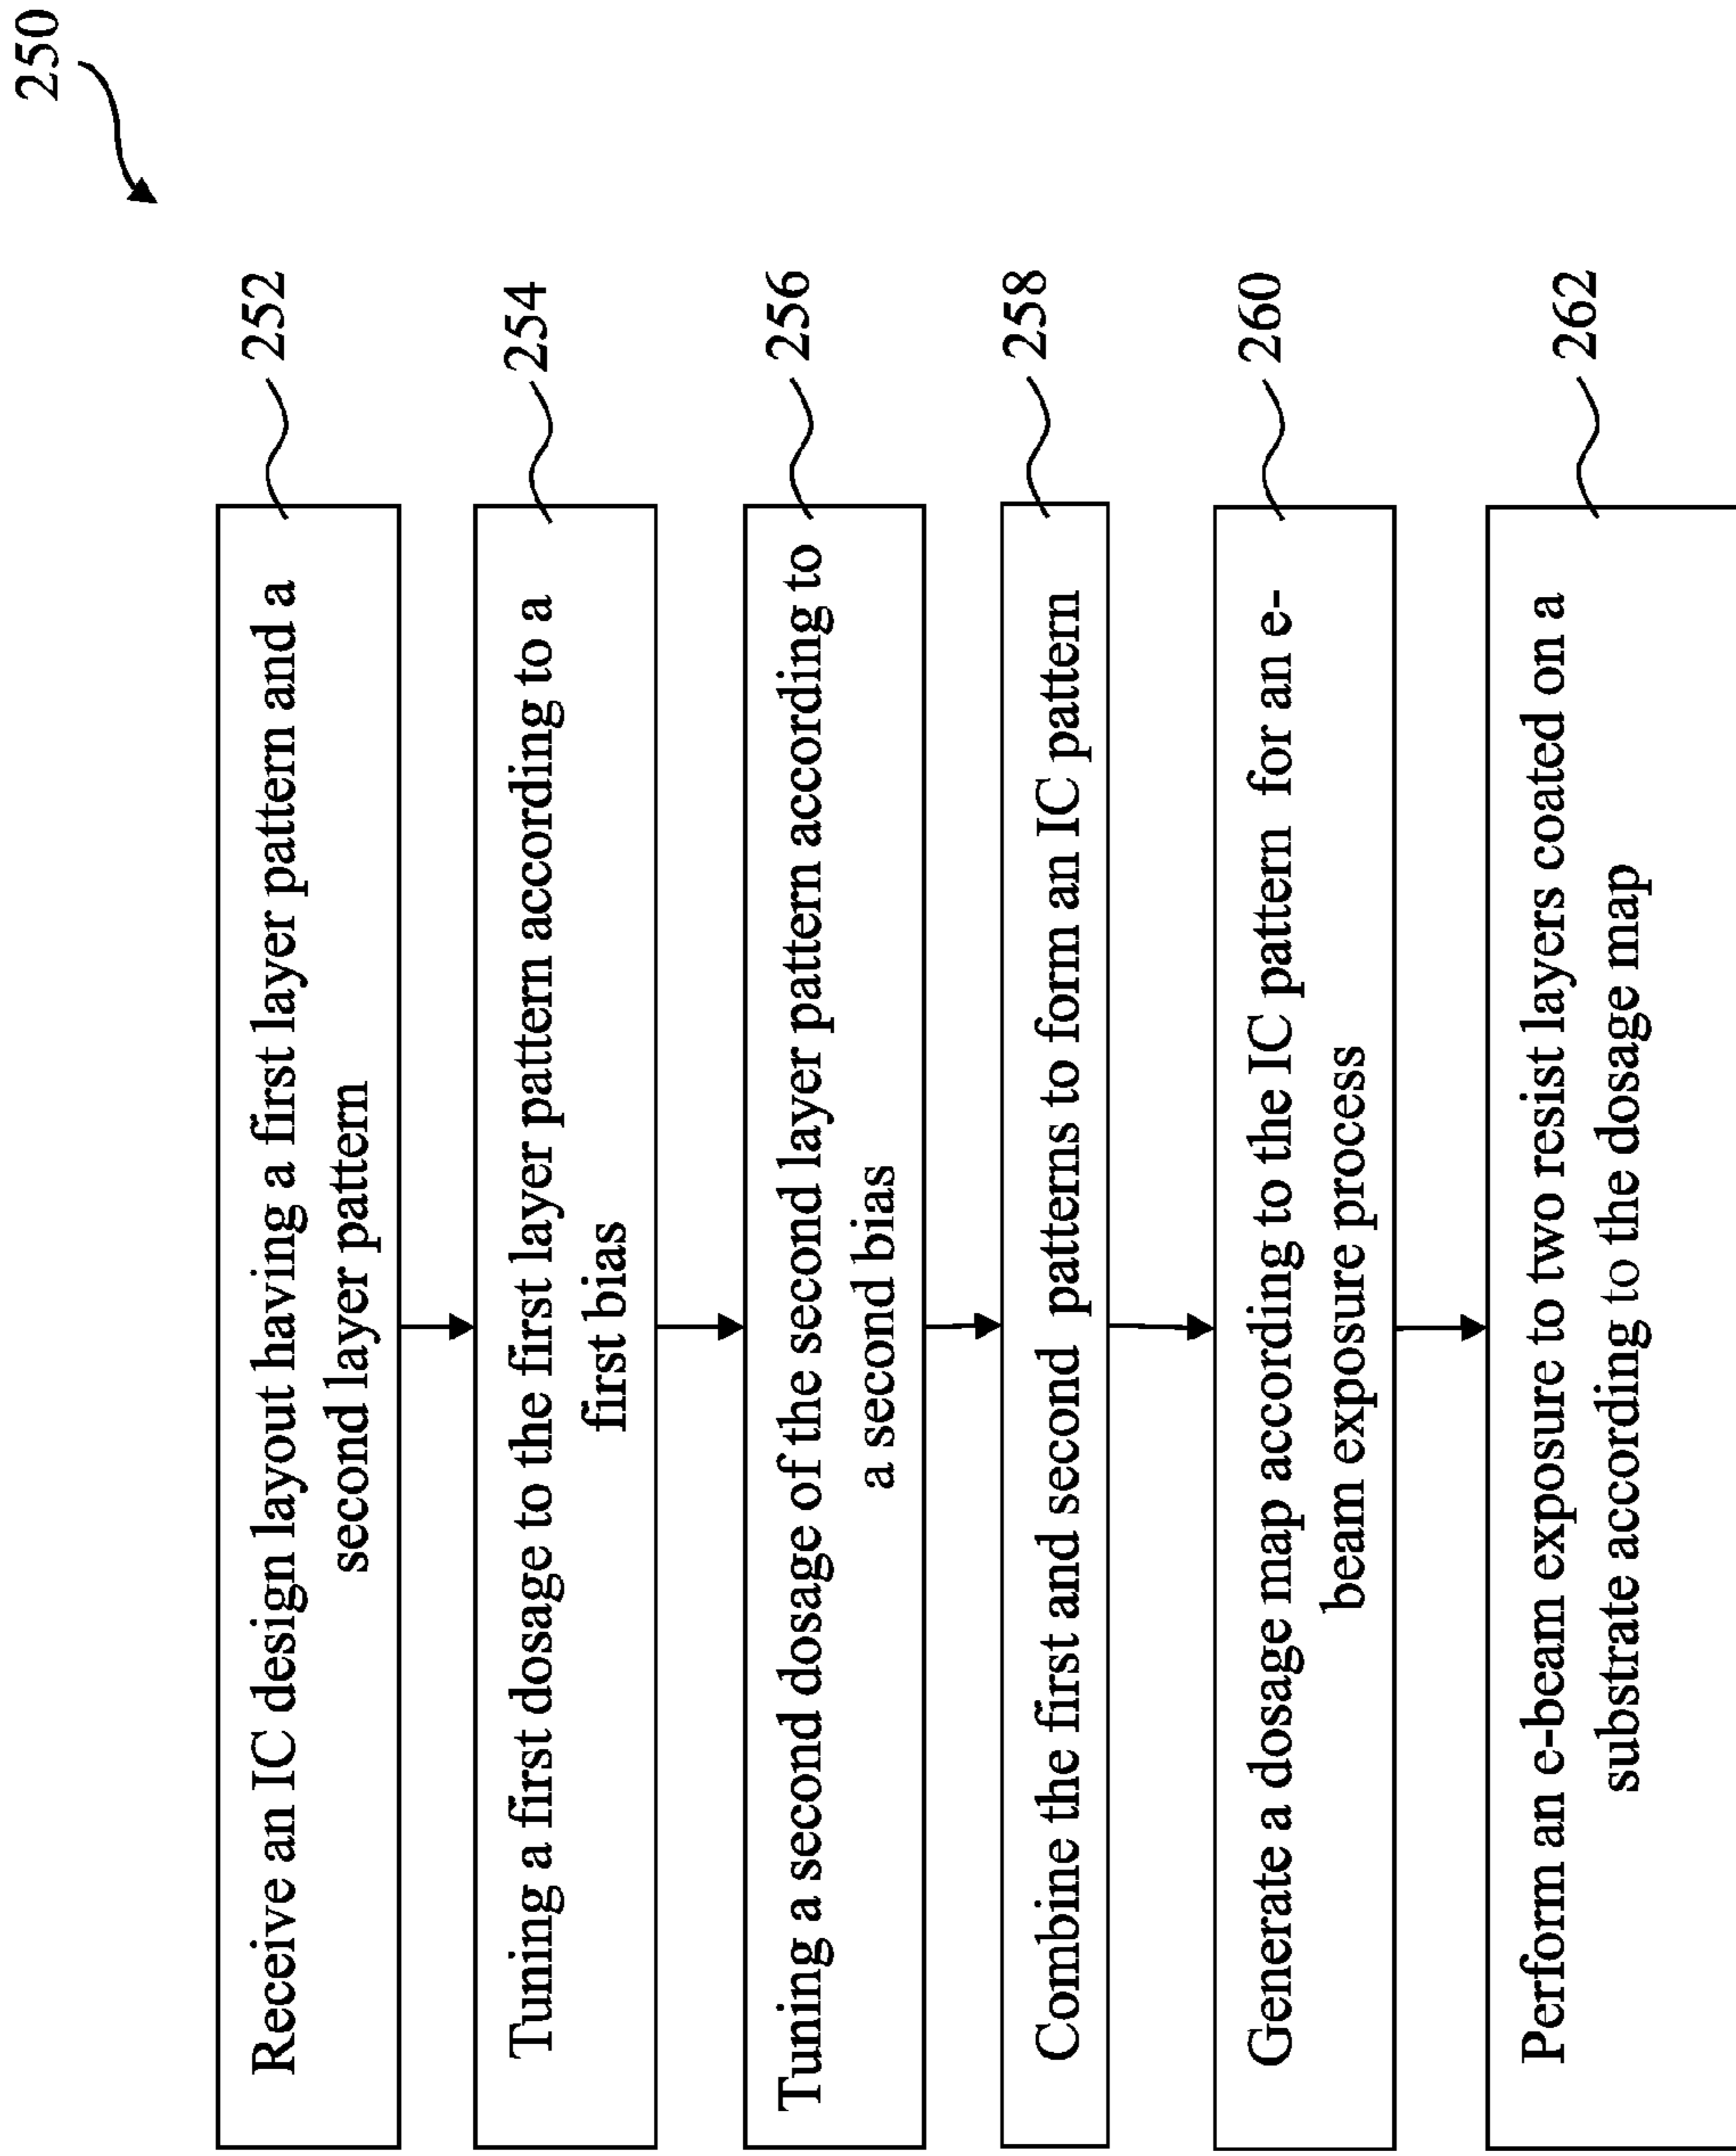 250
Receive an IC design layout having a first layer pattern and a
second layer pattern
252
Tuning a first dosage to the first layer pattern according to a
first bias
254
Tuning a second dosage of the second layer pattern according to
a second bias
256
Combine the first and second patterns to form an IC pattern
258
Generate a dosage map according to the IC pattern for an e-
beam exposure process
260
Perform an e-beam exposure to two resist layers coated on a
substrate according to the dosage map
262